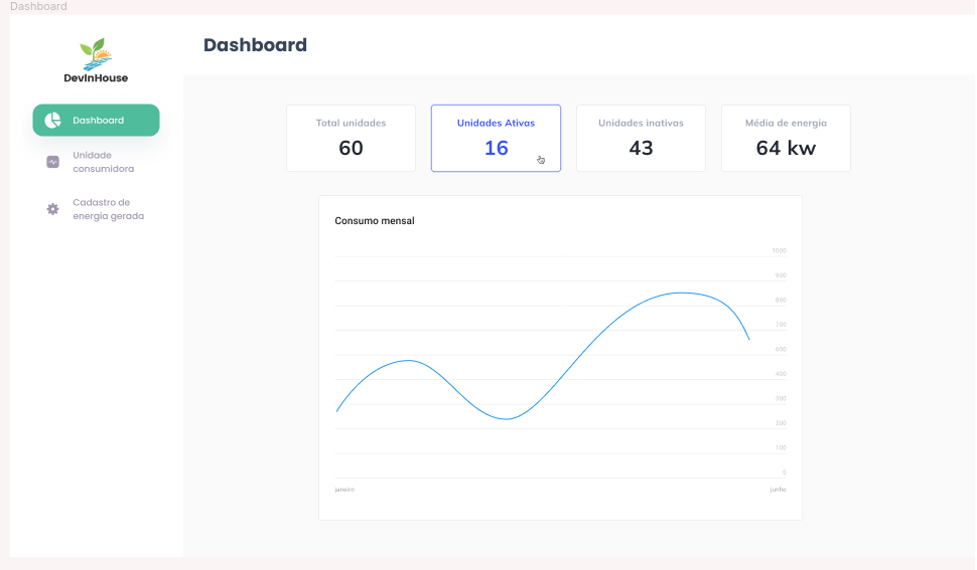 Dashboard
DevInHouse
Dashboard
Unidade
consumidora
Cadastro de
energia gerada
Dashboard
Total unidades
60
Unidades Ativas
16
Unidades inativas
43
Média de energia
64 kw
Consumo mensal
1000
900
800
700
600
400
300
200
100
0
janeiro
junho